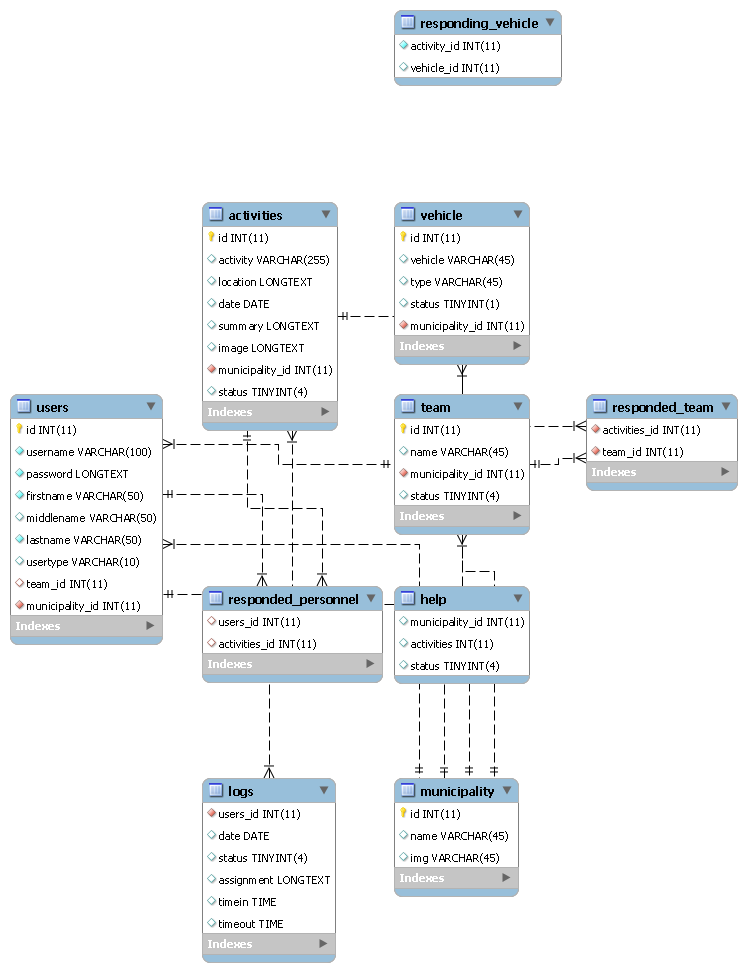 responding_vehicle
activity_id INT(11)
vehicle_id INT(11)
activities
id INT(11)
activity VARCHAR(255)
location LONGTEXT
date DATE
summary LONGTEXT
image LONGTEXT
municipality_id INT(11)
status TINYINT(4)
Indexes
vehicle
id INT(11)
vehicle VARCHAR(45)
type VARCHAR(45)
status TINYINT(1)
municipality_id INT(11)
Indexes
users
id INT(11)
username VARCHAR(100)
password LONGTEXT
firstname VARCHAR(50)
middlename VARCHAR(50)
lastname VARCHAR(50)
usertype VARCHAR(10)
team_id INT(11)
municipality_id INT(11)
Indexes
team
id INT(11)
name VARCHAR(45)
municipality_id INT(11)
status TINYINT(4)
Indexes
responded_team
activities_id INT(11)
team_id INT(11)
Indexes
responded_personnel
users_id INT(11)
activities_id INT(11)
Indexes
help
municipality_id INT(11)
activities INT(11)
status TINYINT(4)
logs
users_id INT(11)
date DATE
status TINYINT(4)
assignment LONGTEXT
timein TIME
timeout TIME
Indexes
municipality
id INT(11)
name VARCHAR(45)
img VARCHAR(45)
Indexes